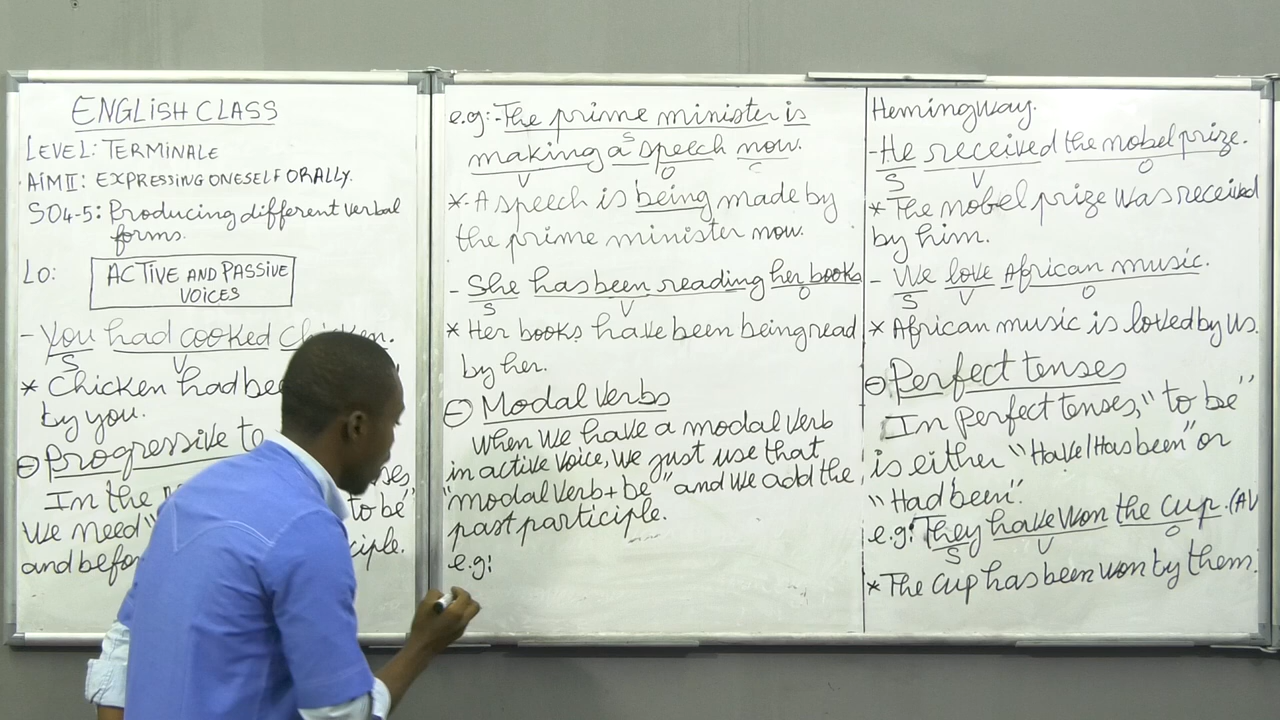 ENGLISH CLASS
LEVEL: TERMINALE
AIM II: EXPRESSING ONESELF ORALLY.
SO4-5: Producing different verbal
forms.
LO: ACTIVE AND PASSIVE
VOICES
- You had cooked chicken.
S V
* Chicken had
by you.
⊖ Progressive
In the
We need "to be"
and
e.g:- The prime minister is
S
making a speech now.
V O C
*- A speech is being made by
the prime minister now.
- She has been reading her books
S V O
* Her books have been being read
by her.
⊖ Modal verbs
When we have a modal verb
in active voice, we just use that
"modal verb + be" and we add the
past participle.
e.g:
Hemingway.
- He received the nobel prize.
S V O
* The nobel prize was received
by him.
- We love African music.
S V O
* African music is loved by us.
⊖ Perfect tenses
In Perfect tenses, "to be"
is either "Have/Has been" or
"Had been".
e.g: They have won the cup. (AV
S V O
* The cup has been won by them.